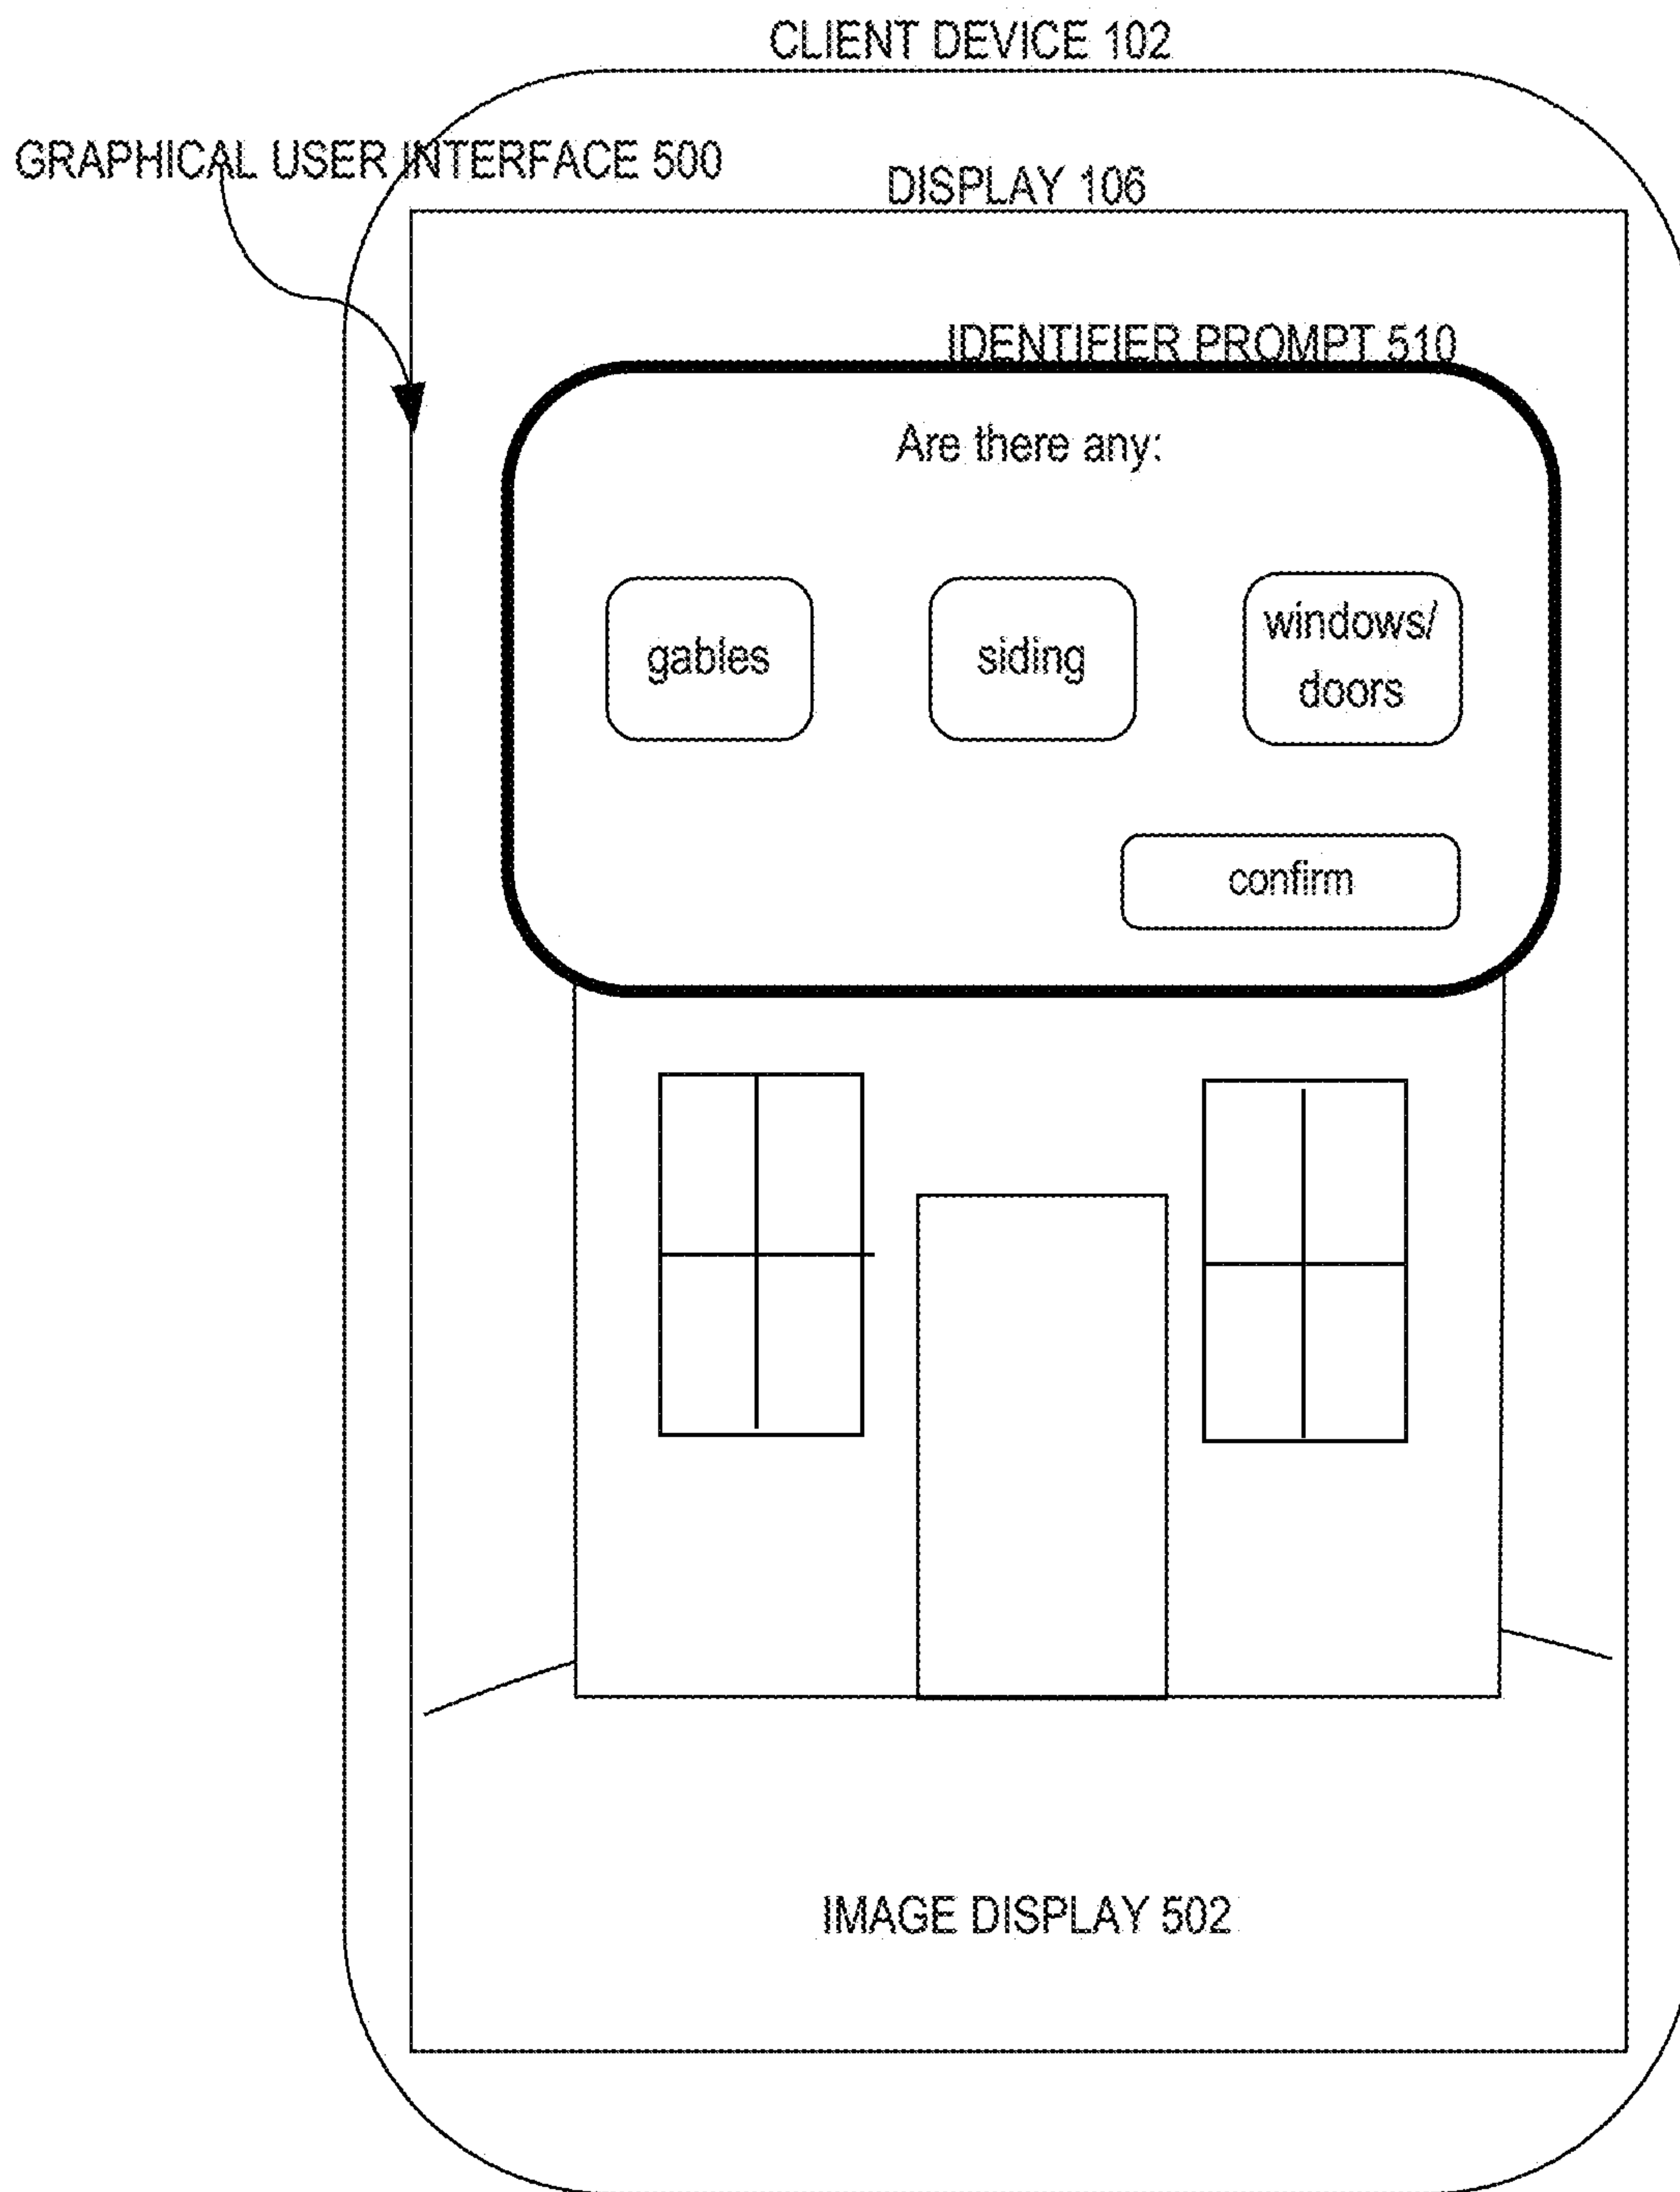 CLIENT DEVICE 102
GRAPHICAL USER INTERFACE 500
DISPLAY 106
IDENTIFIER PROMPT 510
Are there any:
gables
siding
windows/
doors
confirm
IMAGE DISPLAY 502